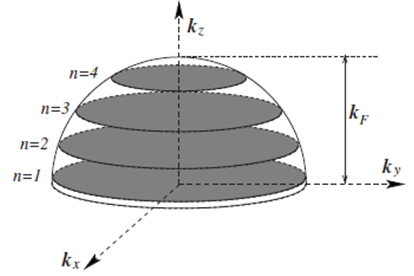 k_z
n=4
n=3
k_F
n=2
n=1
k_y
k_x